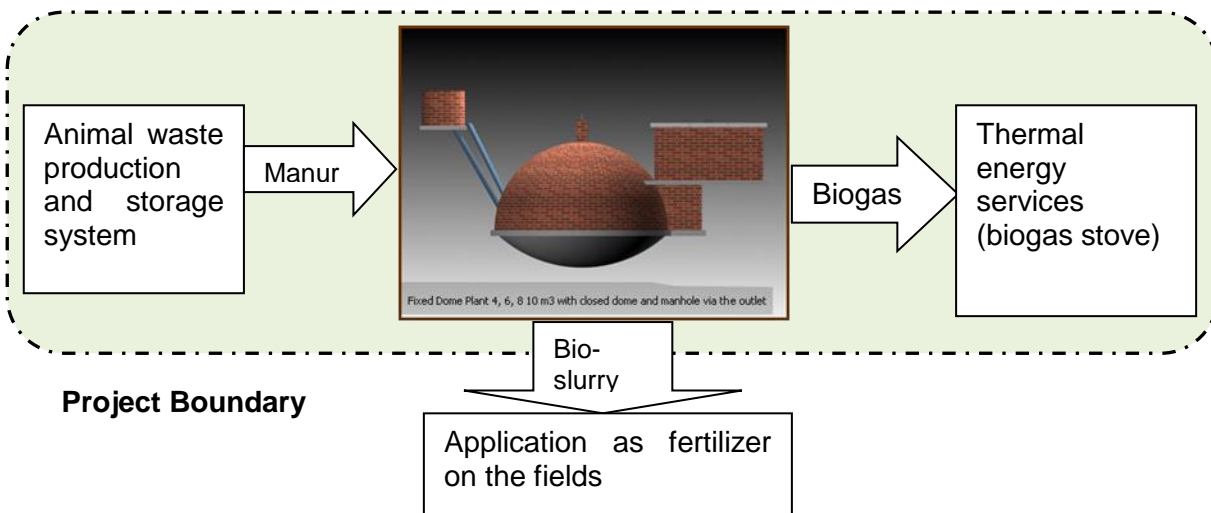 Animal waste
production
and storage
system
Manur
Fixed Dome Plant 4, 6, 8 10 m3 with closed dome and manhole via the outlet
Biogas
Thermal
energy
services
(biogas stove)
Bio-
slurry
Project Boundary
Application as fertilizer
on the fields